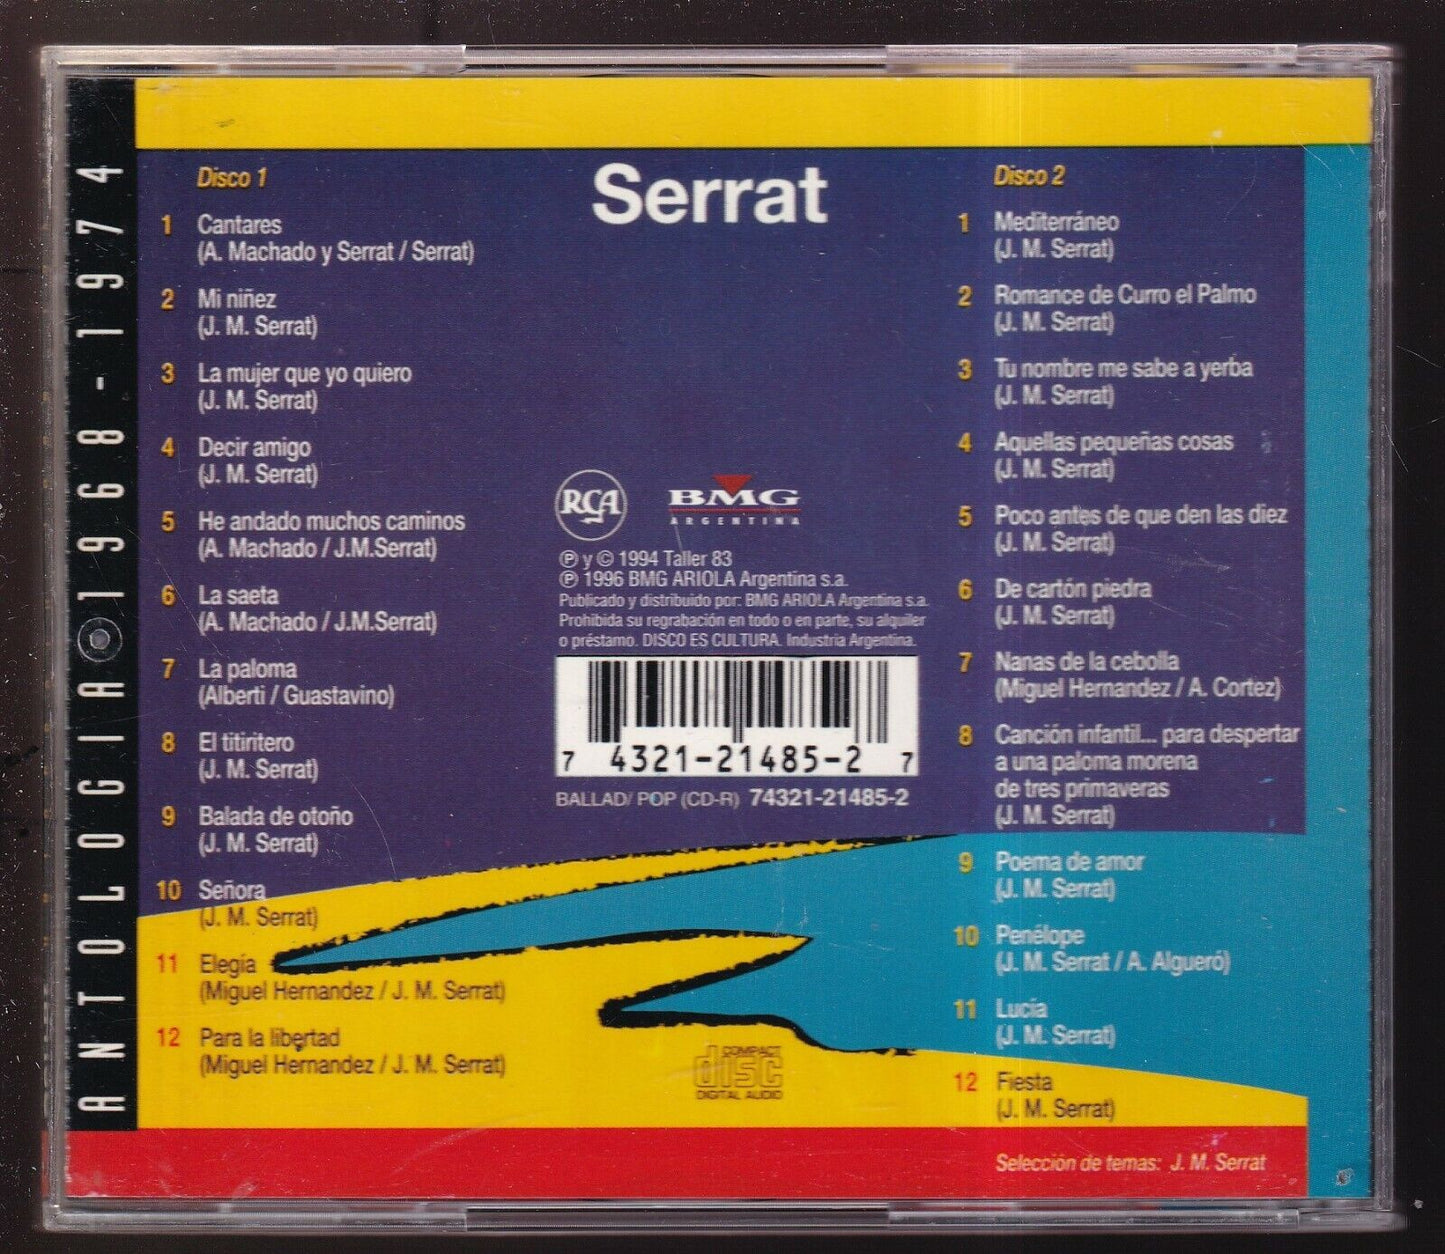 ANTOLOGIA 1968-1974
Serrat
Disco 1
1 Cantares
(A. Machado y Serrat / Serrat)
2 Mi niñez
(J. M. Serrat)
3 La mujer que yo quiero
(J. M. Serrat)
4 Decir amigo
(J. M. Serrat)
5 He andado muchos caminos
(A. Machado / J.M.Serrat)
6 La saeta
(A. Machado / J.M.Serrat)
7 La paloma
(Alberti / Guastavino)
8 El titiritero
(J. M. Serrat)
9 Balada de otoño
(J. M. Serrat)
10 Señora
(J. M. Serrat)
11 Elegía
(Miguel Hernandez / J. M. Serrat)
12 Para la libertad
(Miguel Hernandez / J. M. Serrat)
RCA
BMG
ARGENTINA
℗ y © 1994 Taller 83
℗ 1996 BMG ARIOLA Argentina s.a.
Publicado y distribuido por: BMG ARIOLA Argentina s.a.
Prohibida su regrabación en todo o en parte, su alquiler
o préstamo. DISCO ES CULTURA. Industria Argentina.
7 4321-21485-2 7
BALLAD/ POP (CD-R) 74321-21485-2
COMPACT
disc
DIGITAL AUDIO
Disco 2
1 Mediterráneo
(J. M. Serrat)
2 Romance de Curro el Palmo
(J. M. Serrat)
3 Tu nombre me sabe a yerba
(J. M. Serrat)
4 Aquellas pequeñas cosas
(J. M. Serrat)
5 Poco antes de que den las diez
(J. M. Serrat)
6 De cartón piedra
(J. M. Serrat)
7 Nanas de la cebolla
(Miguel Hernandez / A. Cortez)
8 Canción infantil... para despertar
a una paloma morena
de tres primaveras
(J. M. Serrat)
9 Poema de amor
(J. M. Serrat)
10 Penélope
(J. M. Serrat / A. Algueró)
11 Lucía
(J. M. Serrat)
12 Fiesta
(J. M. Serrat)
Selección de temas: J. M. Serrat